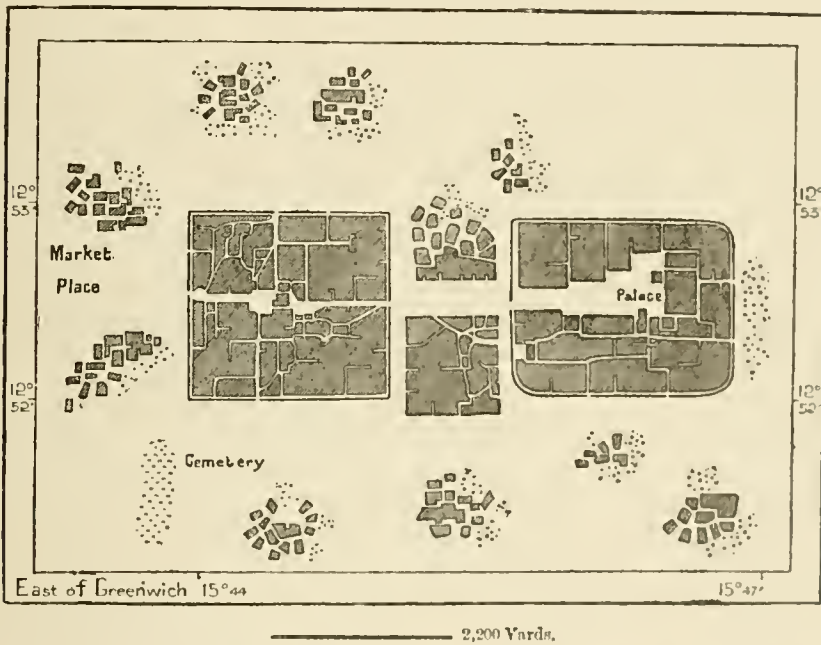 12°
53'
12°
53'
Market
Place
Palace
12°
52'
12°
52'
Cemetery
East of Greenwich 15°44'
15°47'
2,200 Yards.